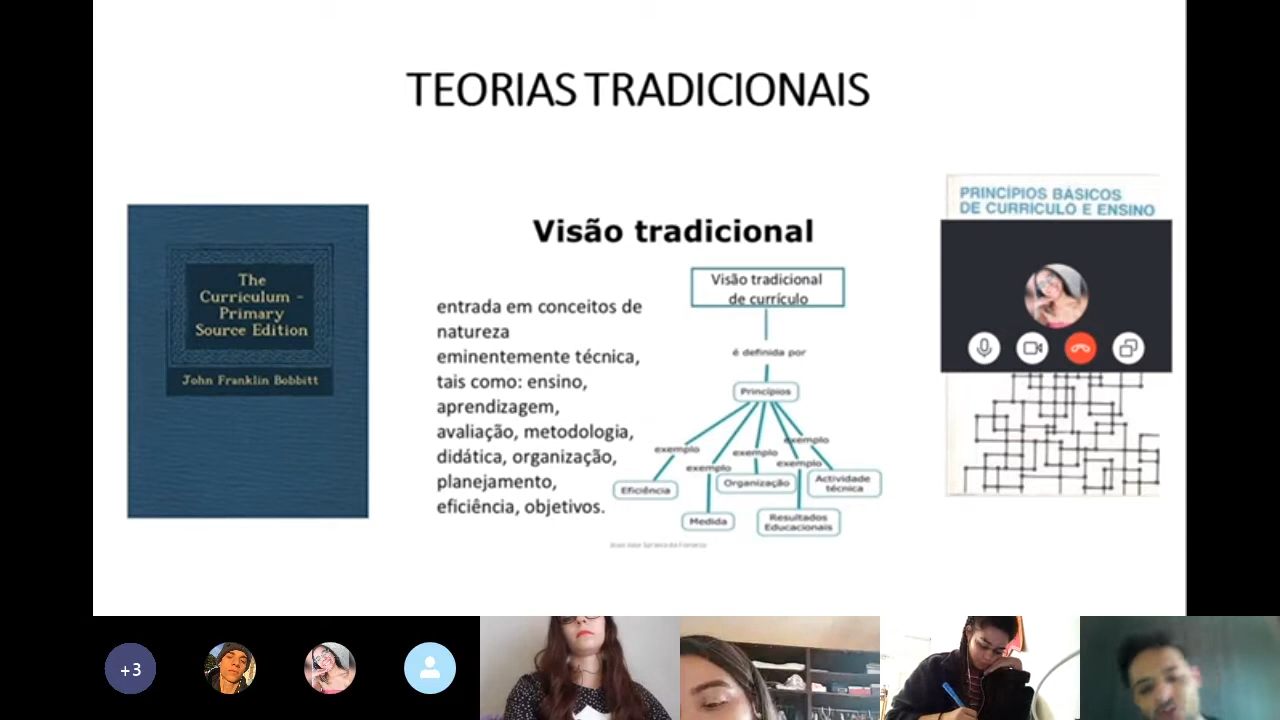 TEORIAS TRADICIONAIS
The
Curriculum -
Primary
Source Edition
John Franklin Bobbitt
Visão tradicional
entrada em conceitos de
natureza
eminentemente técnica,
tais como: ensino,
aprendizagem,
avaliação, metodologia,
didática, organização,
planejamento,
eficiência, objetivos.
Visão tradicional
de currículo
é definida por
Princípios
exemplo
exemplo
exemplo
exemplo
exemplo
Eficiência
Medida
Organização
Resultados
Educacionais
Actividade
técnica
PRINCÍPIOS BÁSICOS
DE CURRÍCULO E ENSINO
+3